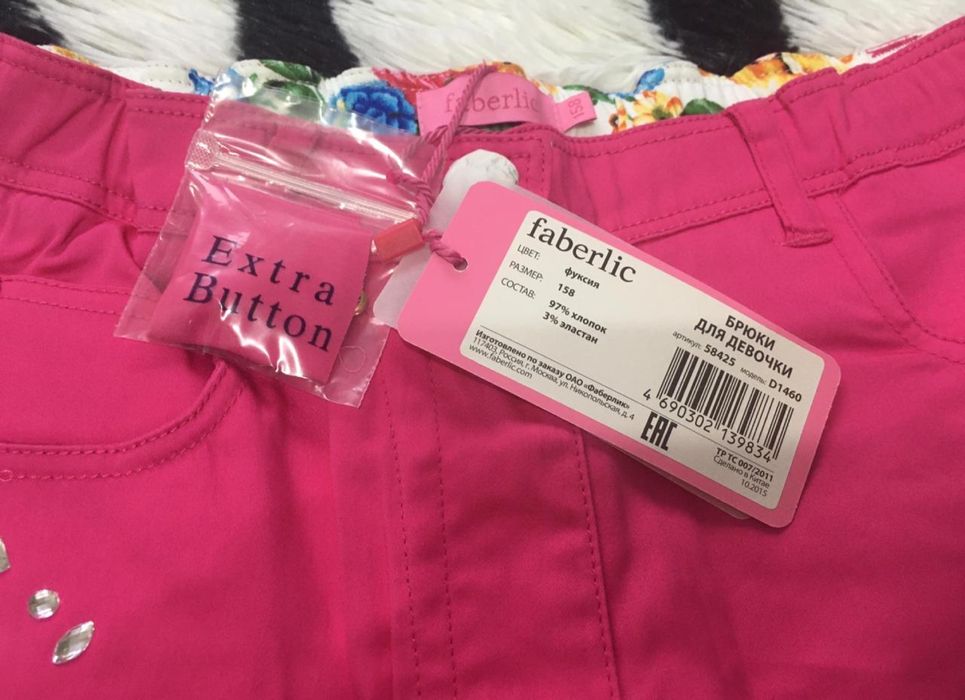 faberlic
158
Extra
Button
faberlic
ЦВЕТ: фуксия
РАЗМЕР: 158
СОСТАВ: 97% хлопок
3% эластан
Изготовлено по заказу ОАО «Фаберлик»
117403, Россия, г. Москва, ул. Никопольская, д. 4
www.faberlic.com
БРЮКИ
ДЛЯ ДЕВОЧКИ
артикул: 58425 модель: D1460
4 690302 139834
EAC
ТР ТС 007/2011
Сделано в Китае
10.2015